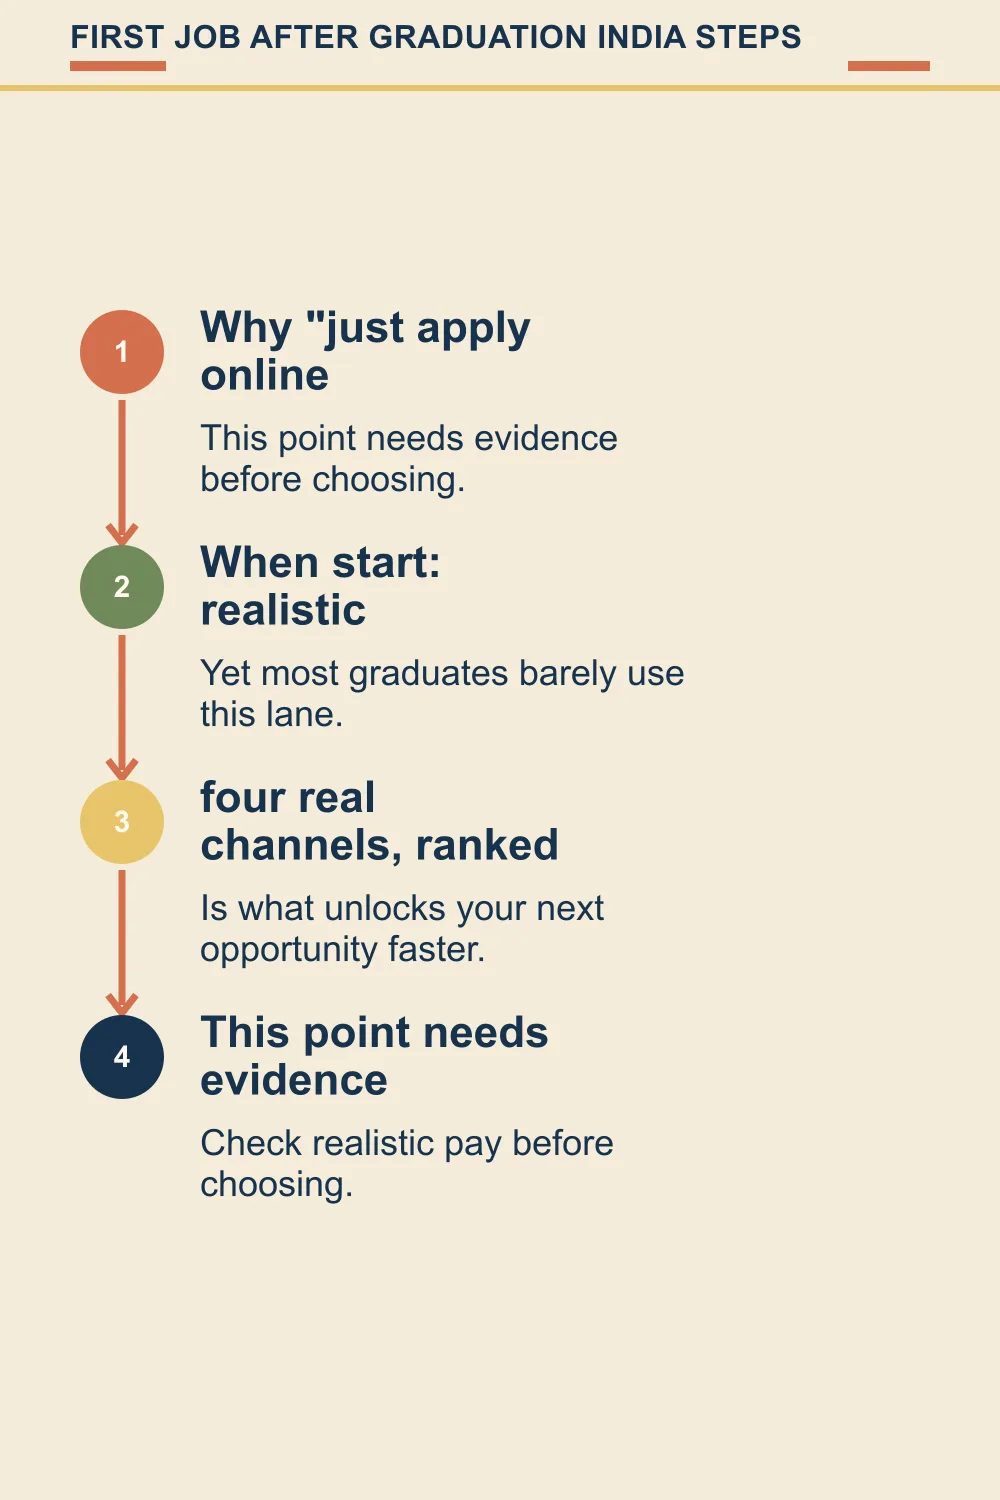 FIRST JOB AFTER GRADUATION INDIA STEPS
1
Why "just apply
online
This point needs evidence
before choosing.
2
When start:
realistic
Yet most graduates barely use
this lane.
3
four real
channels, ranked
Is what unlocks your next
opportunity faster.
4
This point needs
evidence
Check realistic pay before
choosing.